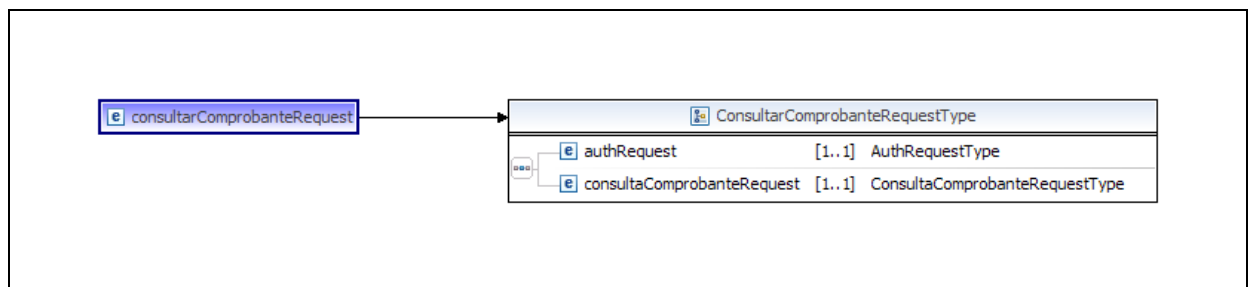 e consultarComprobanteRequest
ConsultarComprobanteRequestType
e authRequest [1..1] AuthRequestType
e consultaComprobanteRequest [1..1] ConsultaComprobanteRequestType